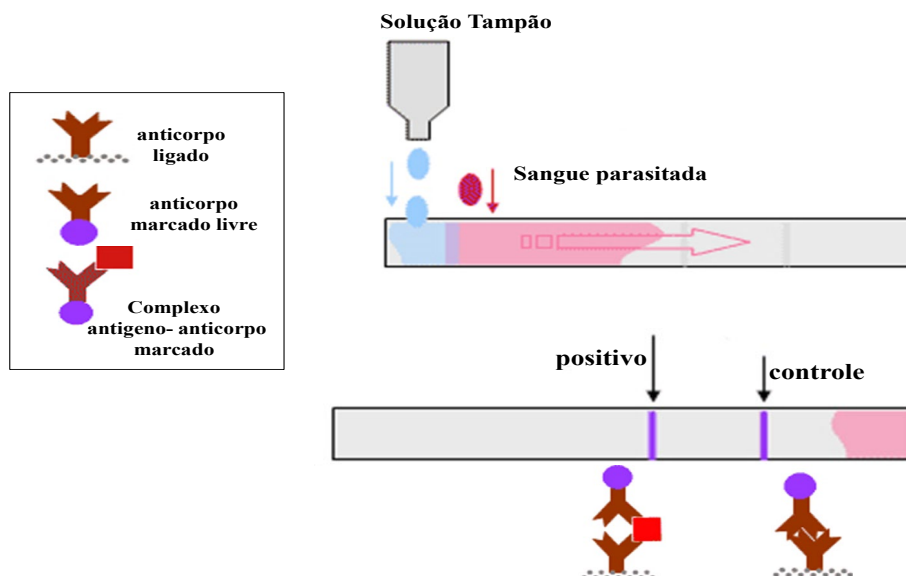 Solução Tampão
anticorpo
ligado
anticorpo
marcado livre
Complexo
antigeno- anticorpo
marcado
Sangue parasitada
positivo
controle